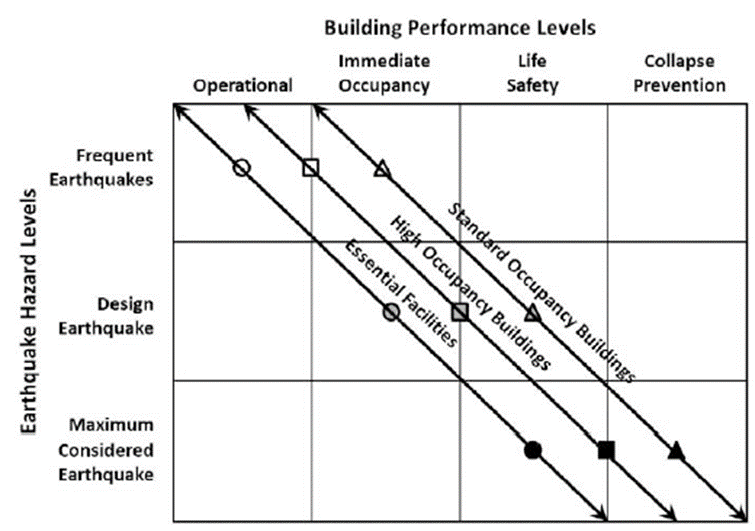 Building Performance Levels
Operational
Immediate
Occupancy
Life
Safety
Collapse
Prevention
Earthquake Hazard Levels
Frequent
Earthquakes
Design
Earthquake
Maximum
Considered
Earthquake
Essential Facilities
High Occupancy Buildings
Standard Occupancy Buildings